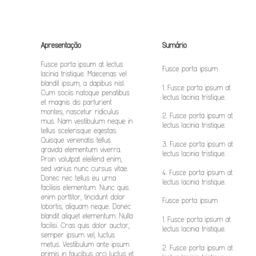 Apresentação
Fusce porta ipsum at lectus
lacinia tristique. Maecenas vel
blandit ipsum, a dapibus nisl.
Cum sociis natoque penatibus
et magnis dis parturient
montes, nascetur ridiculus
mus. Nam vestibulum neque in
tellus scelerisque egestas.
Quisque venenatis tellus
gravida elementum viverra.
Proin volutpat eleifend enim,
sed varius nunc cursus vitae.
Donec nec tellus eu urna
facilisis elementum. Nunc quis
enim porttitor, tincidunt dolor
lobortis, aliquam neque. Donec
blandit aliquet elementum. Nulla
facilisi. Cras quis dolor auctor,
semper ipsum vel, luctus
metus. Vestibulum ante ipsum
primis in faucibus orci luctus et
Sumário
Fusce porta ipsum
1. Fusce porta ipsum at
lectus lacinia tristique.
2. Fusce porta ipsum at
lectus lacinia tristique.
3. Fusce porta ipsum at
lectus lacinia tristique.
4. Fusce porta ipsum at
lectus lacinia tristique.
Fusce porta ipsum
1. Fusce porta ipsum at
lectus lacinia tristique.
2. Fusce porta ipsum at
lectus lacinia tristique.